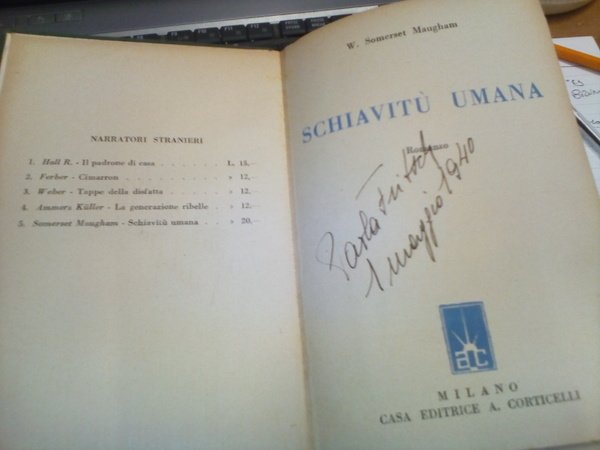 NARRATORI STRANIERI
1. Hull R. - Il padrone di casa . . . . . . . L. 15,—
2. Ferber - Cimarron . . . . . . . . » 12,—
3. Weber - Tappe della disfatta . . . . . . » 12,—
4. Ammers Küller - La generazione ribelle . . » 12,—
5. Somerset Maugham - Schiavitù umana . . . » 20,—
W. Somerset Maugham
SCHIAVITÙ UMANA
Romanzo
1 maggio 1940
ac
MILANO
CASA EDITRICE A. CORTICELLI